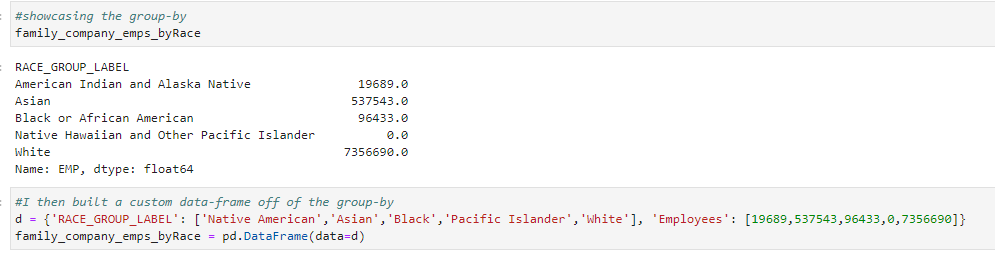 #showcasing the group-by
family_company_emps_byRace
RACE_GROUP_LABEL
American Indian and Alaska Native 19689.0
Asian 537543.0
Black or African American 96433.0
Native Hawaiian and Other Pacific Islander 0.0
White 7356690.0
Name: EMP, dtype: float64
#I then built a custom data-frame off of the group-by
d = {'RACE_GROUP_LABEL': ['Native American','Asian','Black','Pacific Islander','White'], 'Employees': [19689,537543,96433,0,7356690]}
family_company_emps_byRace = pd.DataFrame(data=d)